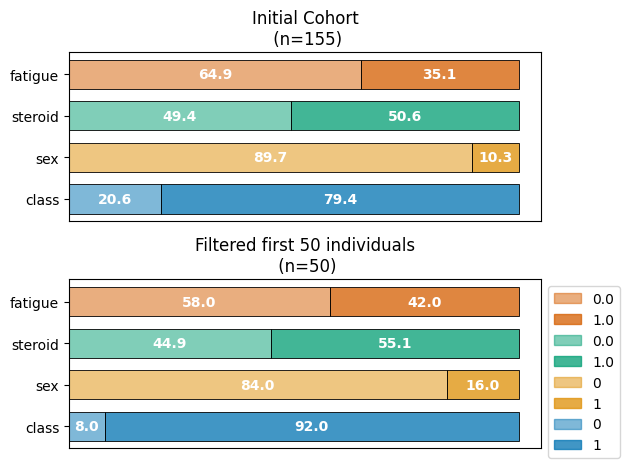 Initial Cohort
(n=155)
fatigue 64.9 35.1
steroid 49.4 50.6
sex 89.7 10.3
class 20.6 79.4
Filtered first 50 individuals
(n=50)
fatigue 58.0 42.0
steroid 44.9 55.1
sex 84.0 16.0
class 8.0 92.0
0.0
1.0
0.0
1.0
0
1
0
1